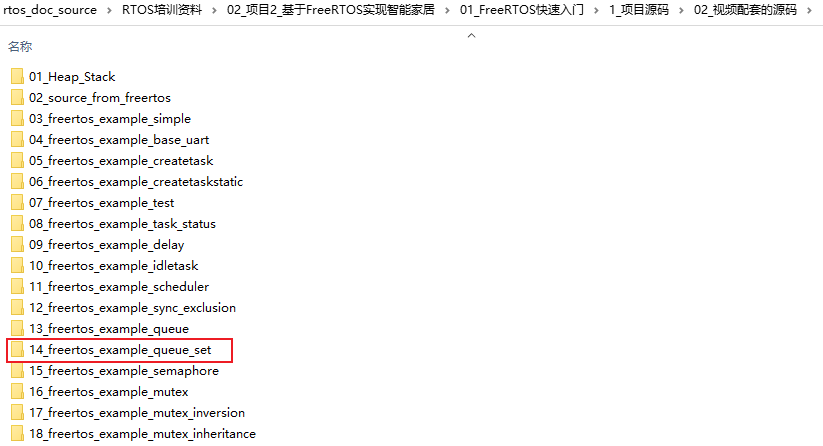 rtos_doc_source > RTOS培训资料 > 02_项目2_基于FreeRTOS实现智能家居 > 01_FreeRTOS快速入门 > 1_项目源码 > 02_视频配套的源码 >
名称
01_Heap_Stack
02_source_from_freertos
03_freertos_example_simple
04_freertos_example_base_uart
05_freertos_example_createtask
06_freertos_example_createtaskstatic
07_freertos_example_test
08_freertos_example_task_status
09_freertos_example_delay
10_freertos_example_idletask
11_freertos_example_scheduler
12_freertos_example_sync_exclusion
13_freertos_example_queue
14_freertos_example_queue_set
15_freertos_example_semaphore
16_freertos_example_mutex
17_freertos_example_mutex_inversion
18_freertos_example_mutex_inheritance